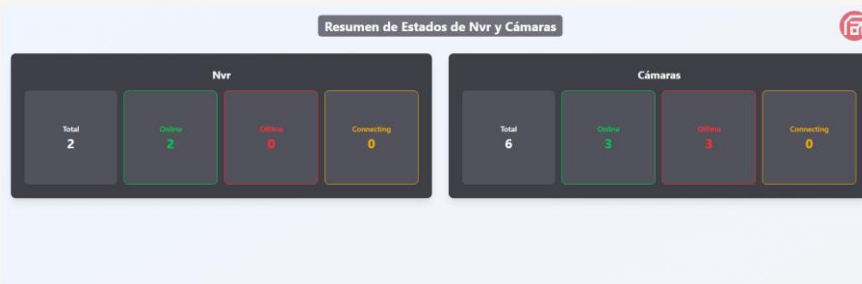 Resumen de Estados de Nvr y Cámaras
Nvr
Total Online Offline Connecting
2 2 0 0
Cámaras
Total Online Offline Connecting
6 3 3 0